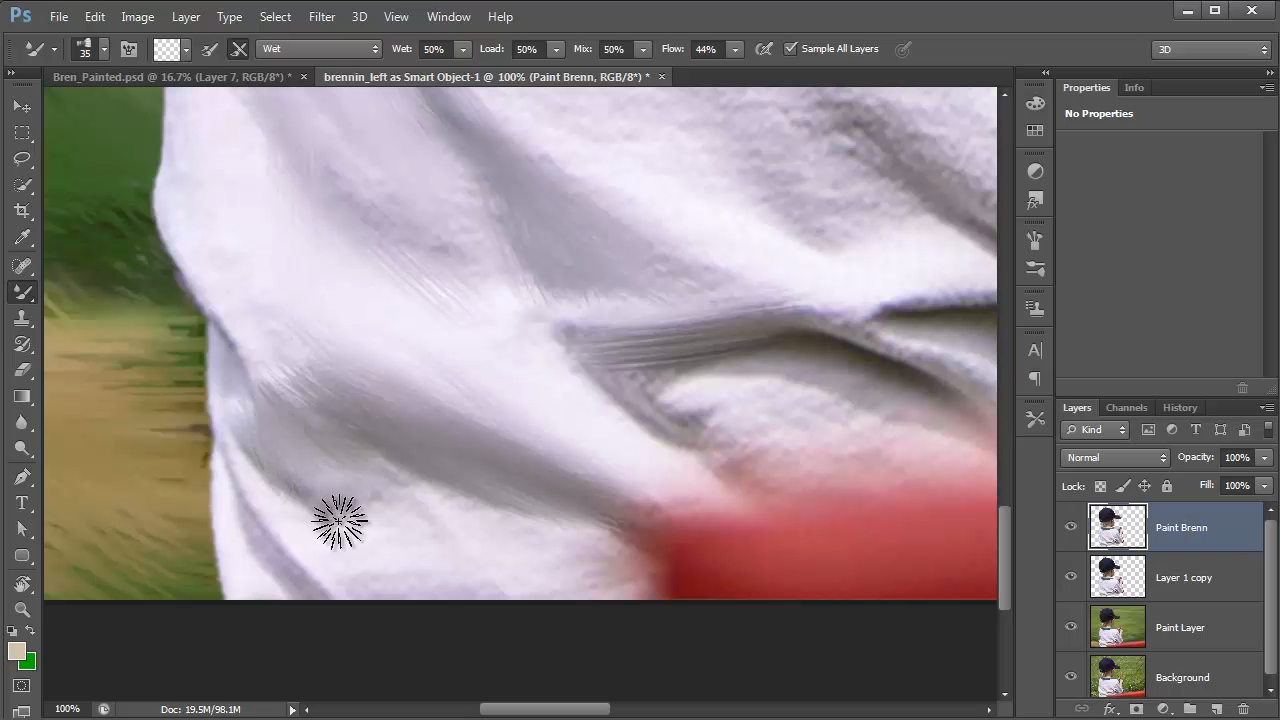 Ps File Edit Image Layer Type Select Filter 3D View Window Help
35 Wet Wet: 50% Load: 50% Mix: 50% Flow: 44% Sample All Layers 3D
Bren_Painted.psd @ 16.7% (Layer 7, RGB/8*) * brennin_left as Smart Object-1 @ 100% (Paint Brenn, RGB/8*) *
Properties Info
No Properties
Layers Channels History
Kind
Normal Opacity: 100%
Lock: Fill: 100%
Paint Brenn
Layer 1 copy
Paint Layer
Background
100% Doc: 19.5M/98.1M